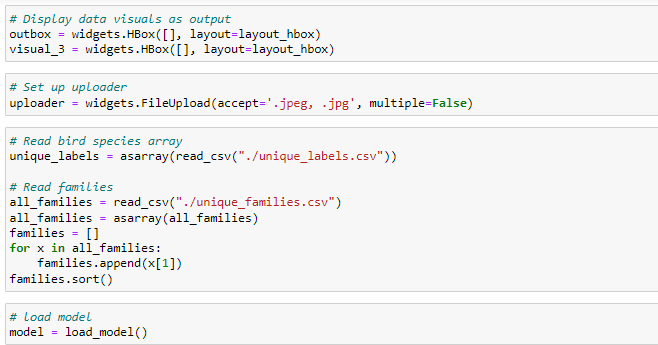 # Display data visuals as output
outbox = widgets.HBox([], layout=layout_hbox)
visual_3 = widgets.HBox([], layout=layout_hbox)
# Set up uploader
uploader = widgets.FileUpload(accept='.jpeg, .jpg', multiple=False)
# Read bird species array
unique_labels = asarray(read_csv("./unique_labels.csv"))
# Read families
all_families = read_csv("./unique_families.csv")
all_families = asarray(all_families)
families = []
for x in all_families:
    families.append(x[1])
families.sort()
# load model
model = load_model()